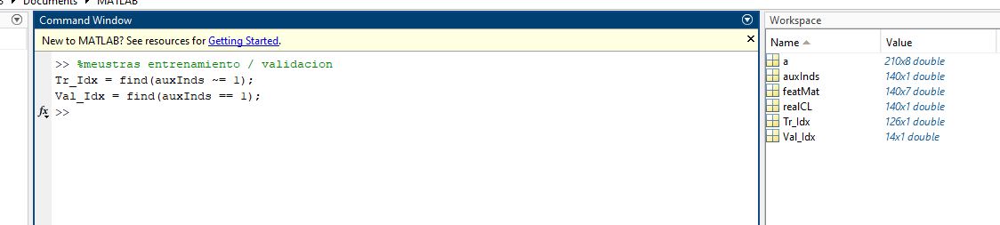 Documents MATLAB
Command Window
New to MATLAB? See resources for Getting Started.
>> %meustras entrenamiento / validacion
Tr_Idx = find(auxInds ~= 1);
Val_Idx = find(auxInds == 1);
fx >>
Workspace
Name Value
a 210x8 double
auxInds 140x1 double
featMat 140x7 double
realCL 140x1 double
Tr_Idx 126x1 double
Val_Idx 14x1 double